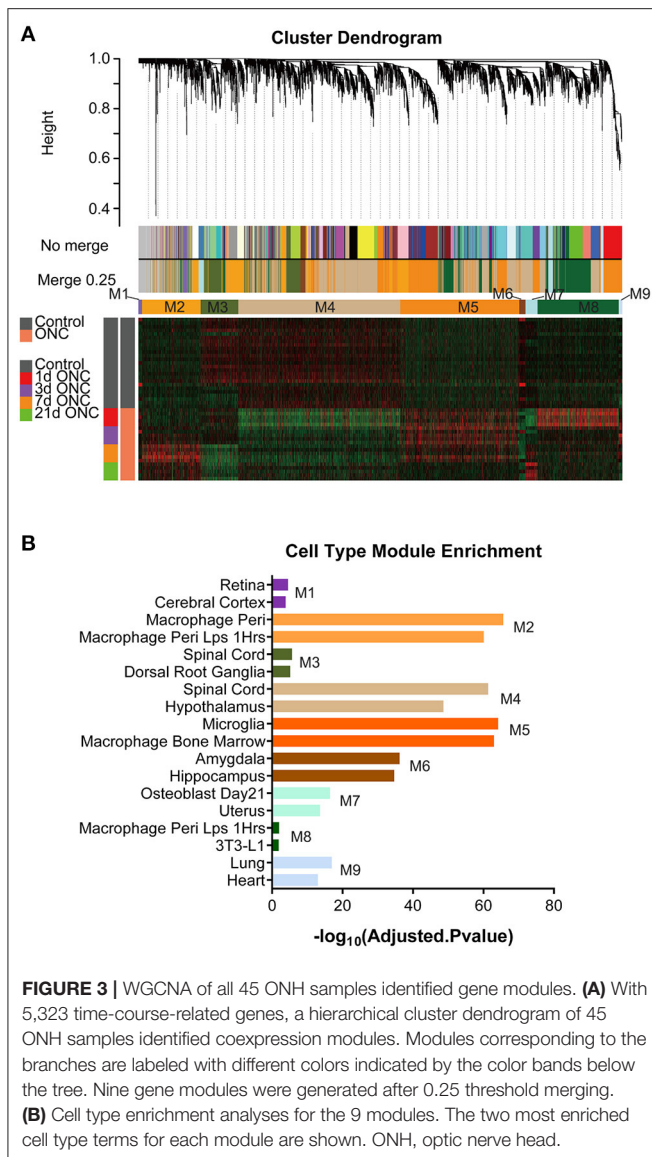 A
Cluster Dendrogram
Height
1.0
0.8
0.6
0.4
No merge
Merge 0.25
M1
M2
M3
M4
M5
M6
M7
M8
M9
Control
ONC
Control
1d ONC
3d ONC
7d ONC
21d ONC
B
Cell Type Module Enrichment
Retina
Cerebral Cortex
M1
Macrophage Peri
Macrophage Peri Lps 1Hrs
M2
Spinal Cord
Dorsal Root Ganglia
M3
Spinal Cord
Hypothalamus
M4
Microglia
Macrophage Bone Marrow
M5
Amygdala
Hippocampus
M6
Osteoblast Day21
Uterus
M7
Macrophage Peri Lps 1Hrs
3T3-L1
M8
Lung
Heart
M9
0 20 40 60 80
-log10(Adjusted.Pvalue)
FIGURE 3 | WGCNA of all 45 ONH samples identified gene modules. (A) With
5,323 time-course-related genes, a hierarchical cluster dendrogram of 45
ONH samples identified coexpression modules. Modules corresponding to the
branches are labeled with different colors indicated by the color bands below
the tree. Nine gene modules were generated after 0.25 threshold merging.
(B) Cell type enrichment analyses for the 9 modules. The two most enriched
cell type terms for each module are shown. ONH, optic nerve head.